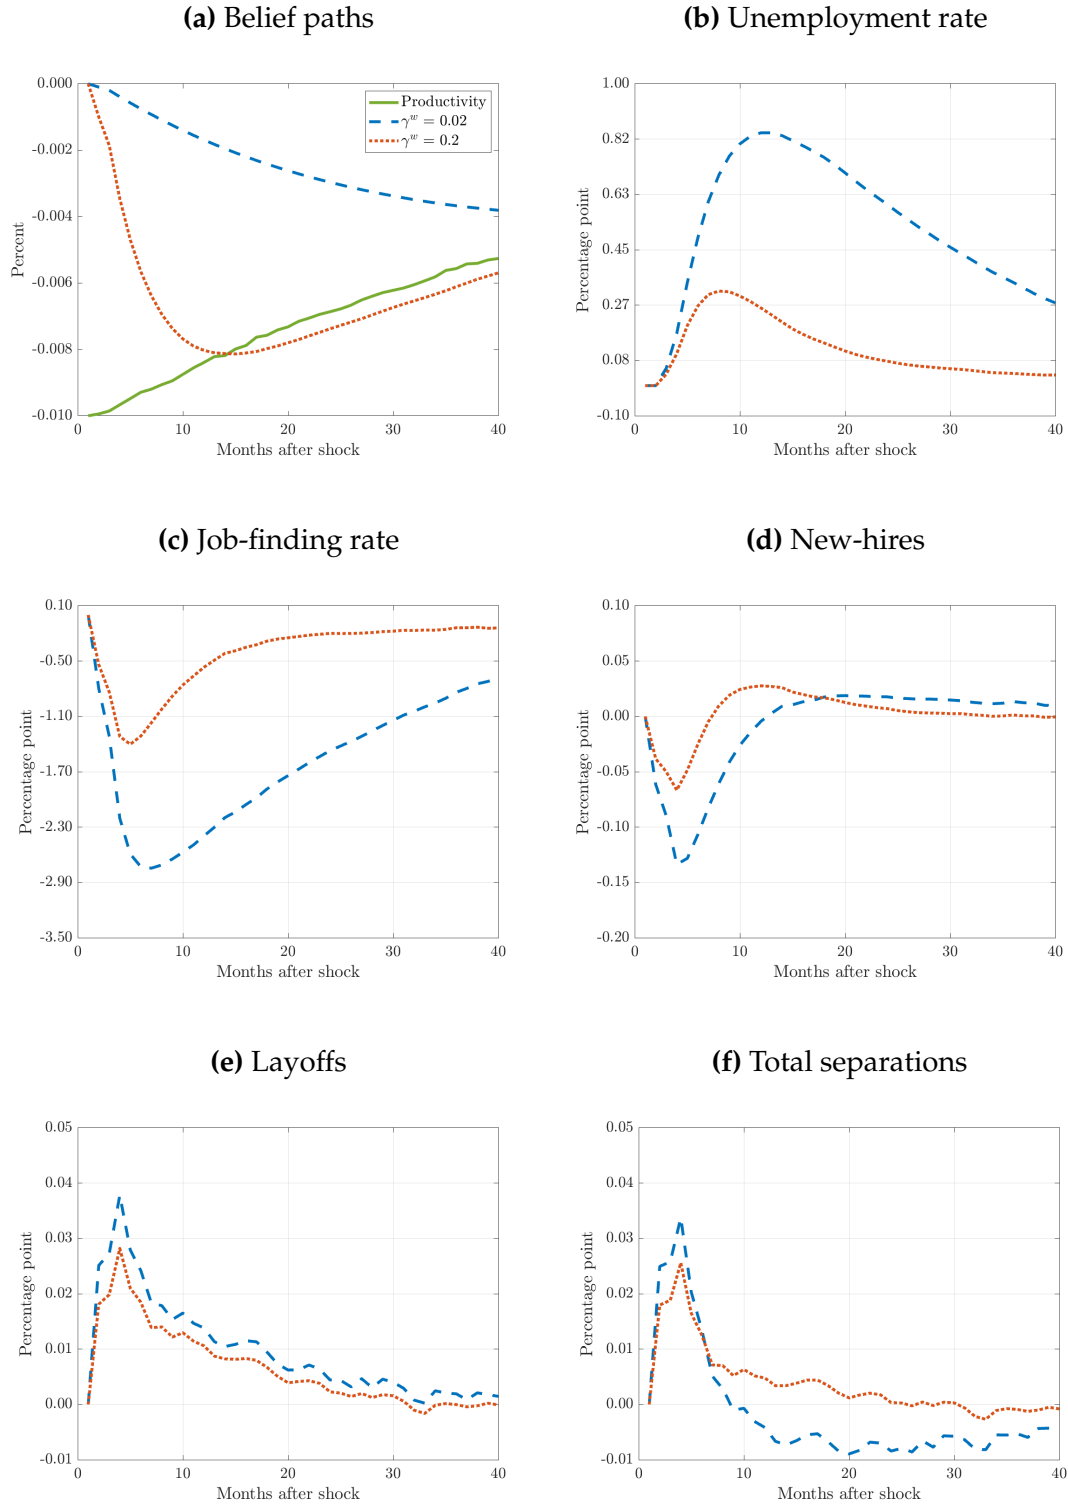 (a) Belief paths
0.000
-0.002
-0.004
-0.006
-0.008
-0.010
Percent
Productivity
γ^w = 0.02
γ^w = 0.2
0 10 20 30 40
Months after shock
(b) Unemployment rate
1.00
0.82
0.63
0.45
0.27
0.08
-0.10
Percentage point
0 10 20 30 40
Months after shock
(c) Job-finding rate
0.10
-0.50
-1.10
-1.70
-2.30
-2.90
-3.50
Percentage point
0 10 20 30 40
Months after shock
(d) New-hires
0.10
0.05
0.00
-0.05
-0.10
-0.15
-0.20
Percentage point
0 10 20 30 40
Months after shock
(e) Layoffs
0.05
0.04
0.03
0.02
0.01
0.00
-0.01
Percentage point
0 10 20 30 40
Months after shock
(f) Total separations
0.05
0.04
0.03
0.02
0.01
0.00
-0.01
Percentage point
0 10 20 30 40
Months after shock